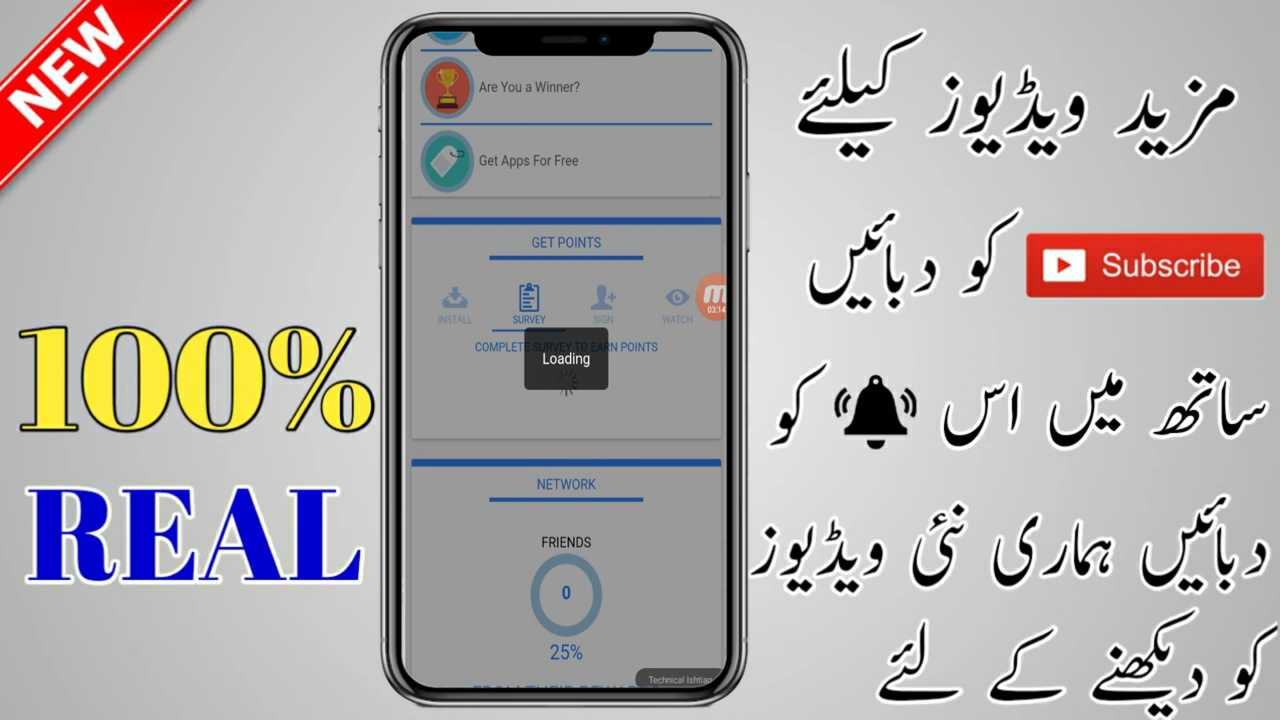 NEW
100%
REAL
Are You a Winner?
Get Apps For Free
GET POINTS
INSTALL
SURVEY
SIGN
WATCH
03:14
COMPLETE SURVEY TO EARN POINTS
Loading
NETWORK
FRIENDS
0
25%
Technical Ishtiaq
مزید ویڈیوز کیلئے
Subscribe کو دبائیں
ساتھ میں اس کو
دبائیں ہماری نئی ویڈیوز
کو دیکھنے کے لئے